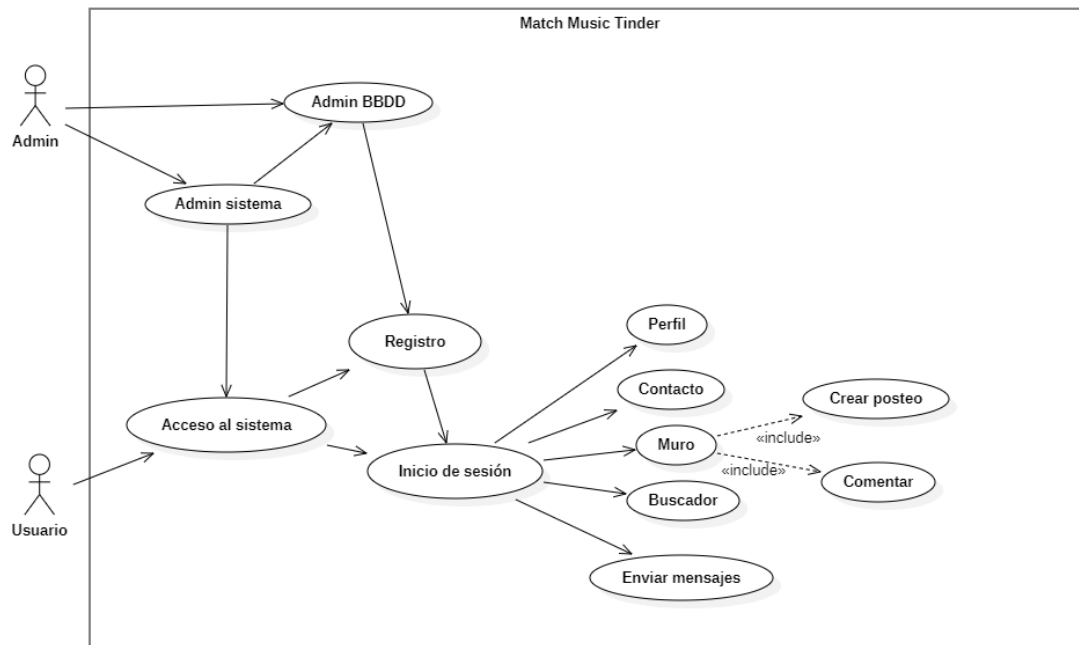 Match Music Tinder
Admin BBDD
Admin
Admin sistema
Perfil
Registro
Contacto
Crear posteo
Acceso al sistema
«include»
Muro
Inicio de sesión
«include»
Comentar
Buscador
Usuario
Enviar mensajes